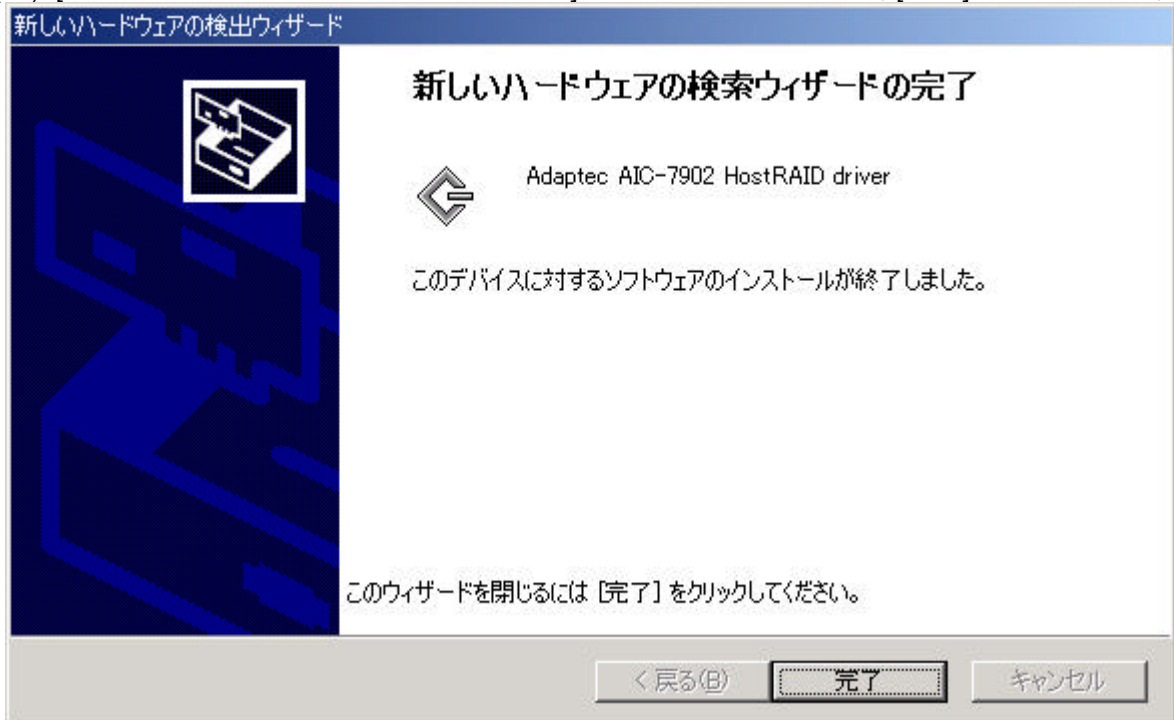 新しいハードウェアの検出ウィザード
新しいハードウェアの検索ウィザードの完了
Adaptec AIC-7902 HostRAID driver
このデバイスに対するソフトウェアのインストールが終了しました。
このウィザードを閉じるには [完了] をクリックしてください。
< 戻る(B) 完了 キャンセル